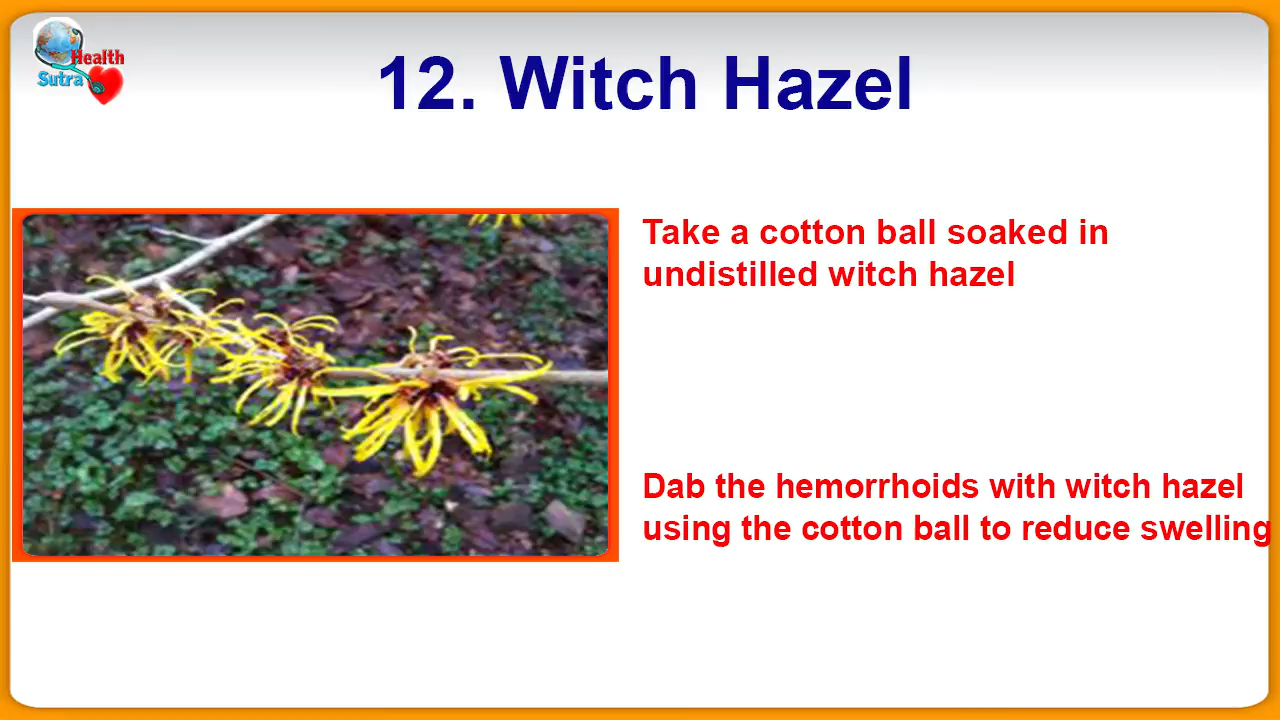 Health
Sutra
12. Witch Hazel
Take a cotton ball soaked in
undistilled witch hazel
Dab the hemorrhoids with witch hazel
using the cotton ball to reduce swelling